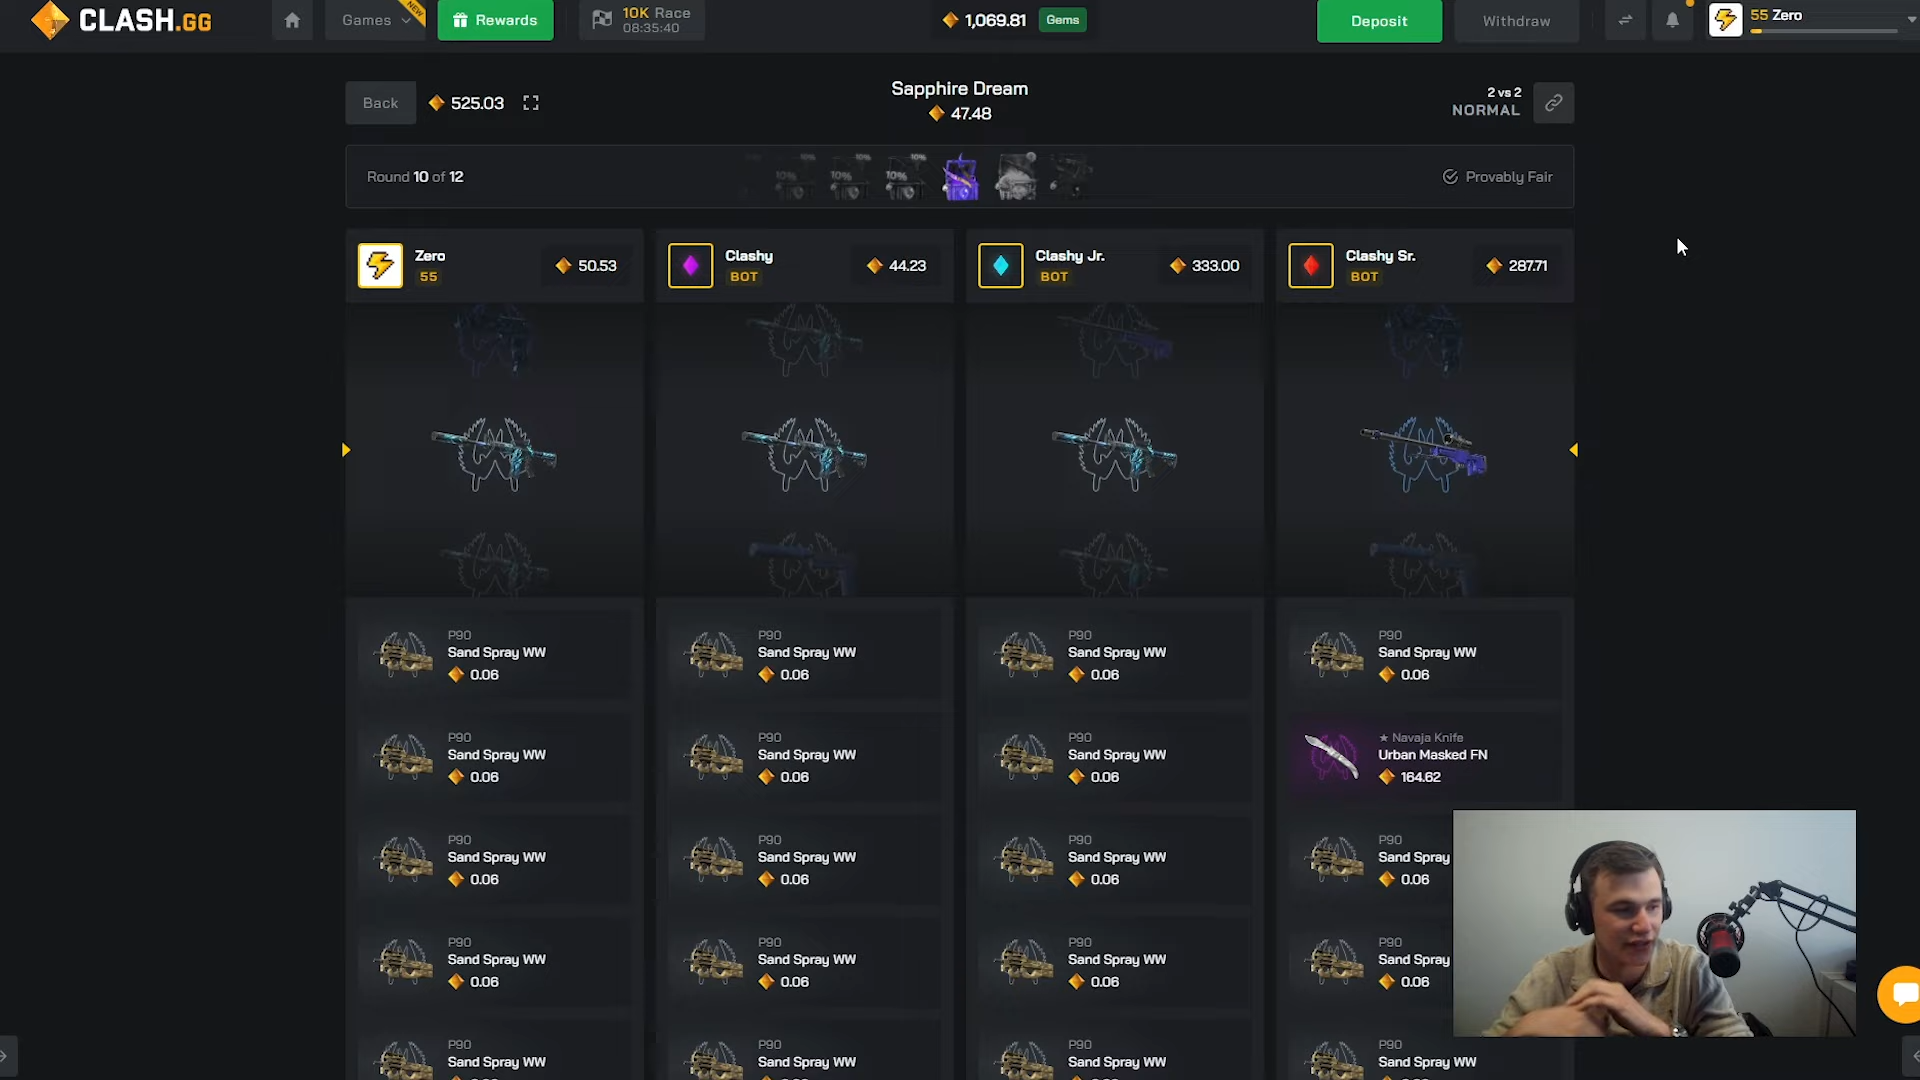 CLASH.GG
Games
NEW
Rewards
10K Race
08:35:40
1,069.81
Gems
Deposit
Withdraw
55 Zero
Back
525.03
Sapphire Dream
47.48
2 vs 2
NORMAL
Round 10 of 12
10%
10%
10%
10%
10%
10%
Provably Fair
Zero
55
50.53
Clashy
BOT
44.23
Clashy Jr.
BOT
333.00
Clashy Sr.
BOT
287.71
P90
Sand Spray WW
0.06
P90
Sand Spray WW
0.06
P90
Sand Spray WW
0.06
P90
Sand Spray WW
0.06
P90
Sand Spray WW
0.06
P90
Sand Spray WW
0.06
P90
Sand Spray WW
0.06
★ Navaja Knife
Urban Masked FN
164.62
P90
Sand Spray WW
0.06
P90
Sand Spray WW
0.06
P90
Sand Spray WW
0.06
P90
Sand Spray
0.06
P90
Sand Spray WW
0.06
P90
Sand Spray WW
0.06
P90
Sand Spray WW
0.06
P90
Sand Spray
0.06
P90
Sand Spray WW
P90
Sand Spray WW
P90
Sand Spray WW
P90
Sand Spray WW